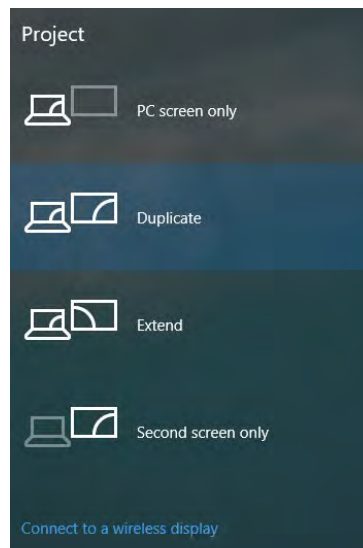 Project
PC screen only
Duplicate
Extend
Second screen only
Connect to a wireless display